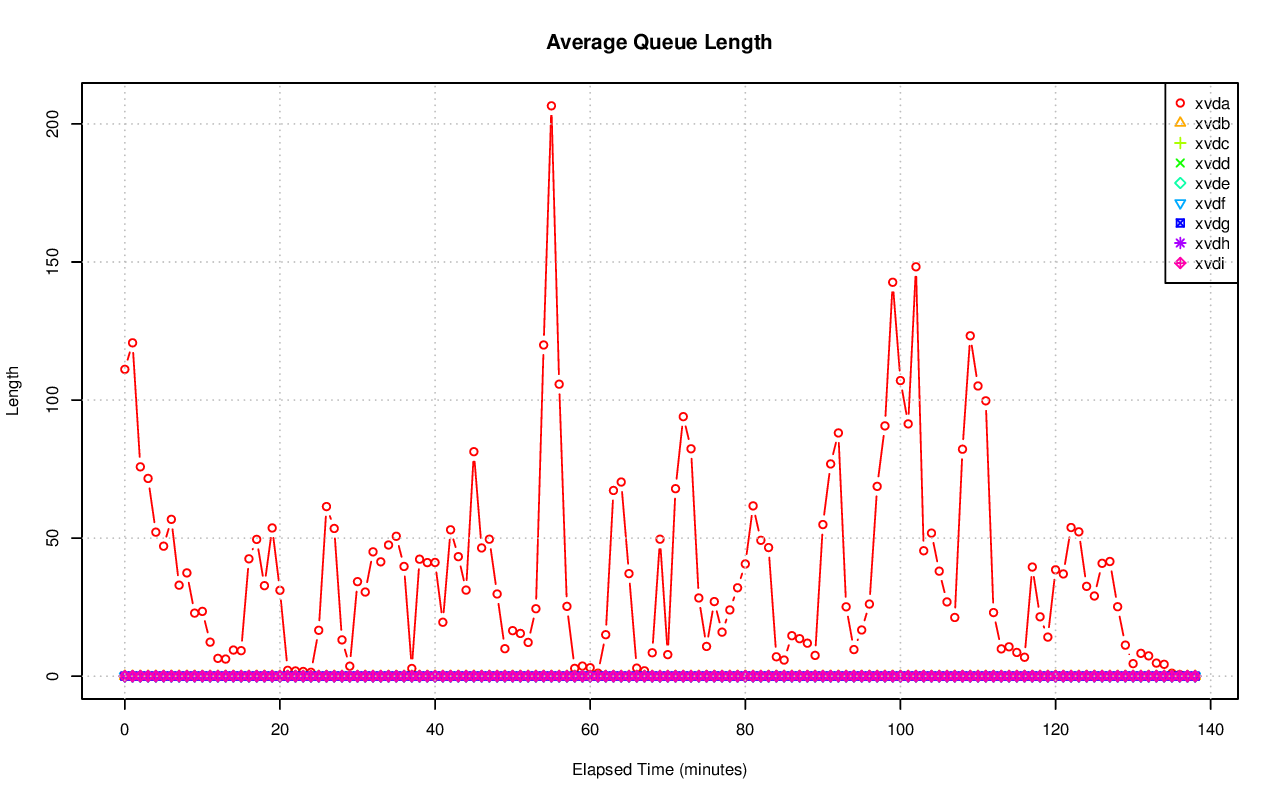 Average Queue Length
Length
200
150
100
50
0
xvda
xvdb
xvdc
xvdd
xvde
xvdf
xvdg
xvdh
xvdi
0 20 40 60 80 100 120 140
Elapsed Time (minutes)